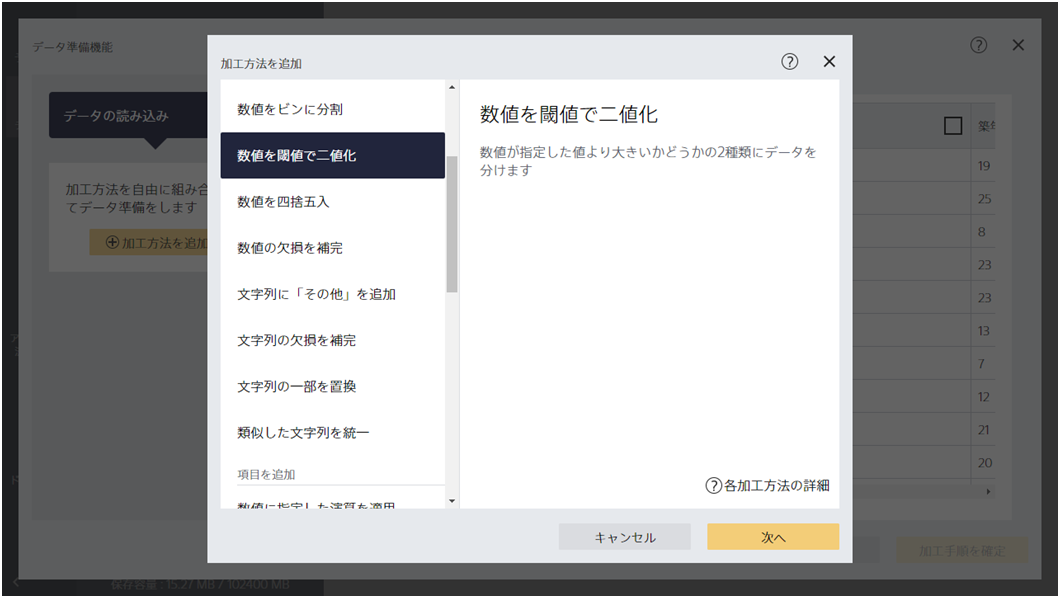 データ準備機能
データの読み込み
加工方法を自由に組み合
てデータ準備をします
加工方法を追加
加工方法を追加
?
数値をビンに分割
数値を閾値で二値化
数値を四捨五入
数値の欠損を補完
文字列に「その他」を追加
文字列の欠損を補完
文字列の一部を置換
類似した文字列を統一
項目を追加
数値に指定した演算を適用
数値を閾値で二値化
数値が指定した値より大きいかどうかの2種類にデータを
分けます
?各加工方法の詳細
キャンセル
次へ
?
築年
19
25
8
23
23
13
7
12
21
20
加工手順を確定
保存容量 : 15.27 MB / 102400 MB